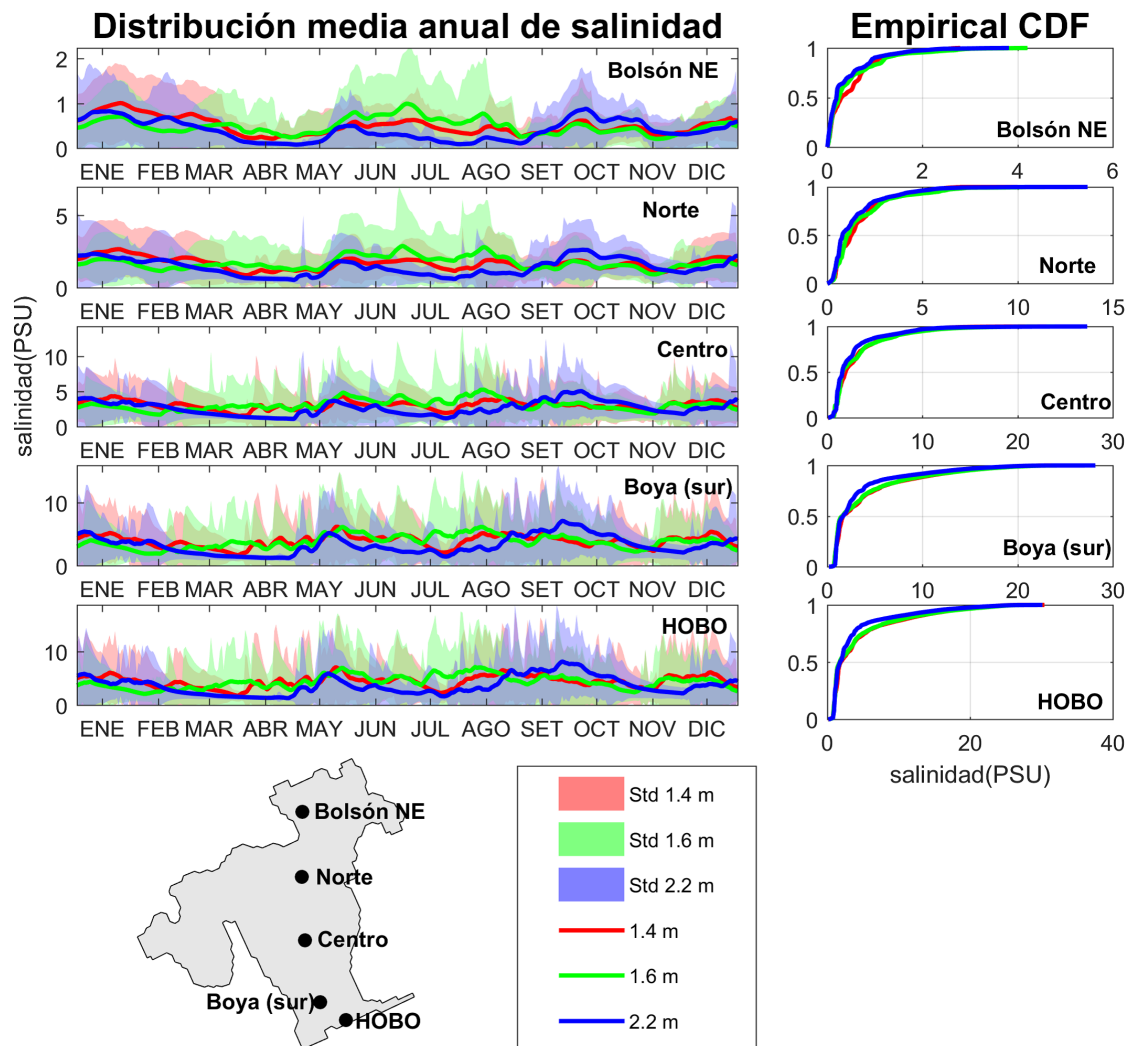 Distribución media anual de salinidad
Empirical CDF
salinidad(PSU)
2
1
0
Bolsón NE
ENE FEB MAR ABR MAY JUN JUL AGO SET OCT NOV DIC
1
0.5
0
Bolsón NE
0 2 4 6
5
0
Norte
ENE FEB MAR ABR MAY JUN JUL AGO SET OCT NOV DIC
1
0.5
0
Norte
0 5 10 15
10
5
0
Centro
ENE FEB MAR ABR MAY JUN JUL AGO SET OCT NOV DIC
1
0.5
0
Centro
0 10 20 30
10
0
Boya (sur)
ENE FEB MAR ABR MAY JUN JUL AGO SET OCT NOV DIC
1
0.5
0
Boya (sur)
0 10 20 30
10
0
HOBO
ENE FEB MAR ABR MAY JUN JUL AGO SET OCT NOV DIC
1
0.5
0
HOBO
0 20 40
salinidad(PSU)
Bolsón NE
Norte
Centro
Boya (sur)
HOBO
Std 1.4 m
Std 1.6 m
Std 2.2 m
1.4 m
1.6 m
2.2 m